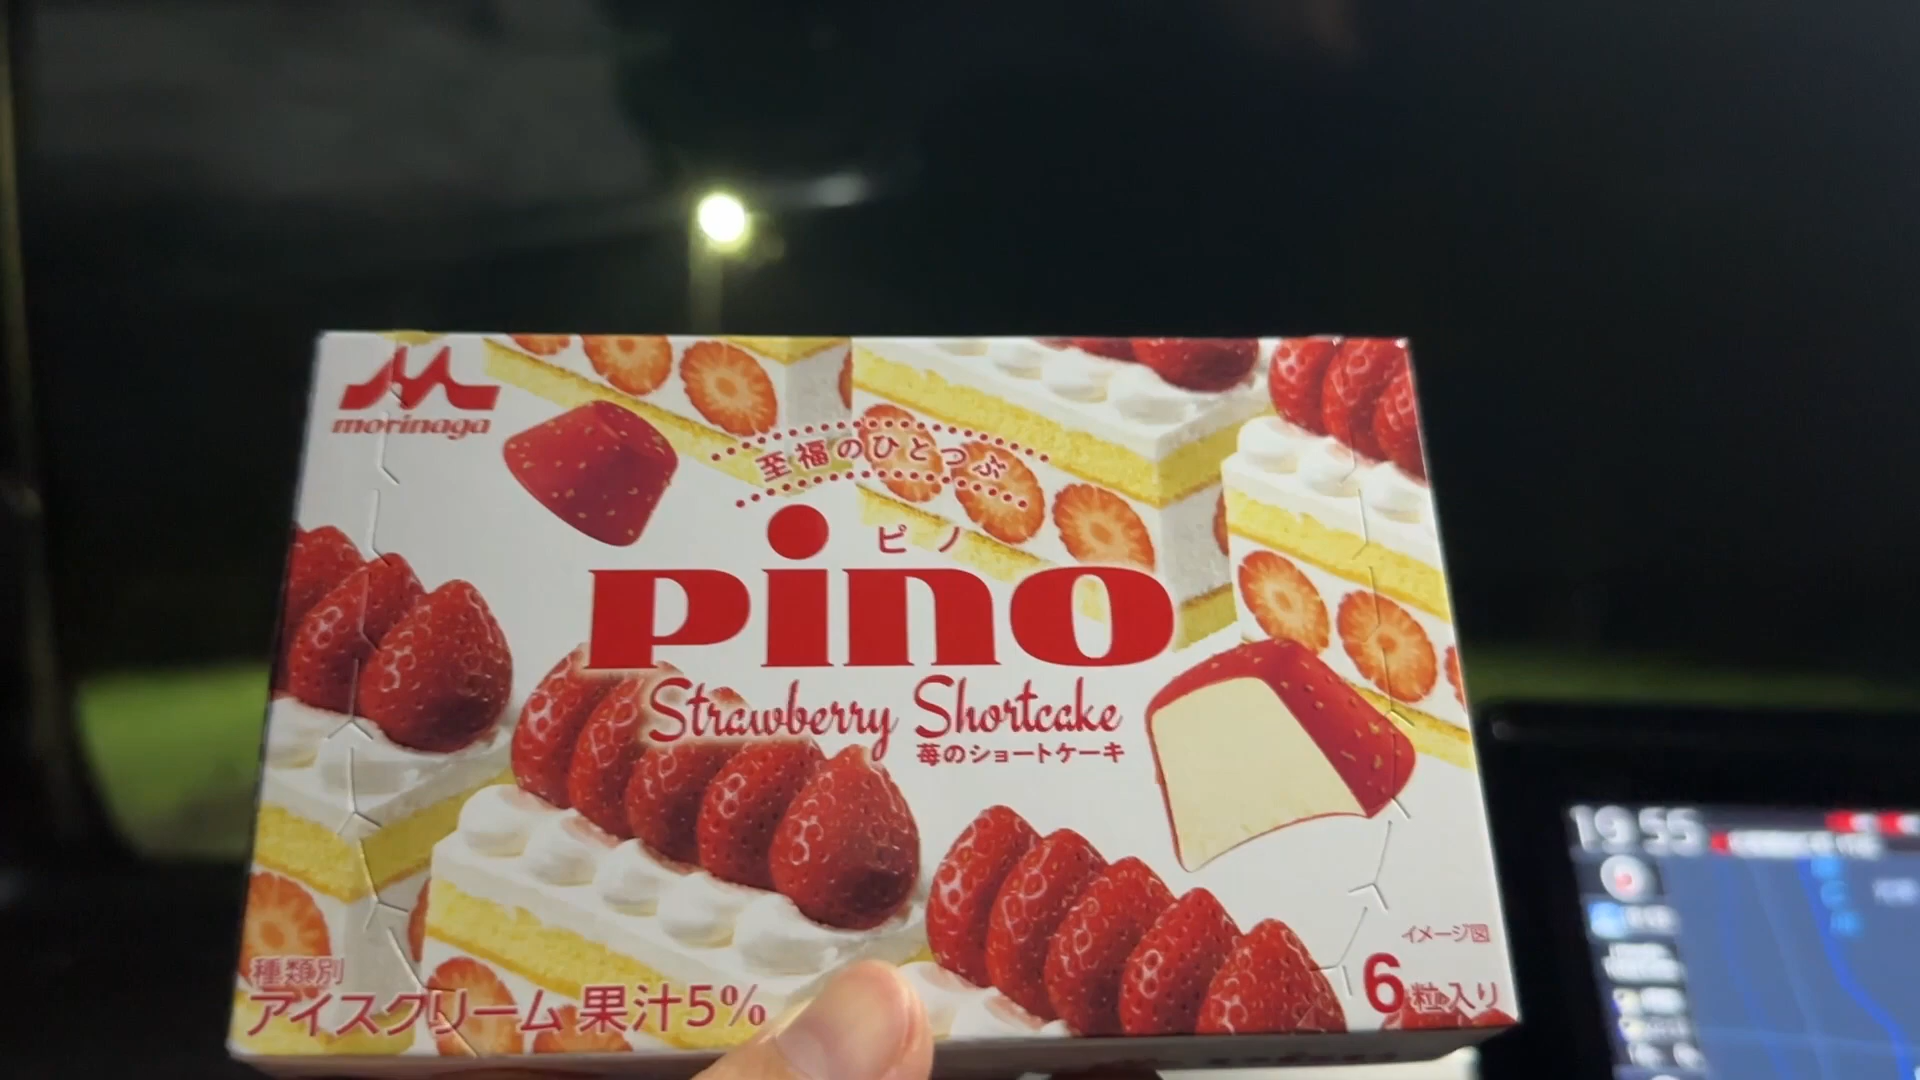 morinaga
至福のひとつぶ
ピノ
pino
Strawberry Shortcake
苺のショートケーキ
イメージ図
種類別
アイスクリーム 果汁5%
6粒入り
19:55